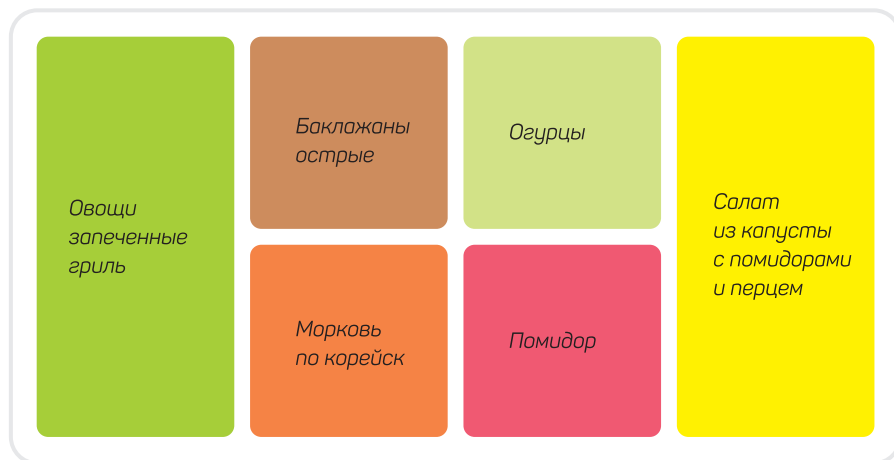 Овощи
запеченные
гриль
Баклажаны
острые
Огурцы
Морковь
по корейск
Помидор
Салат
из капусты
с помидорами
и перцем